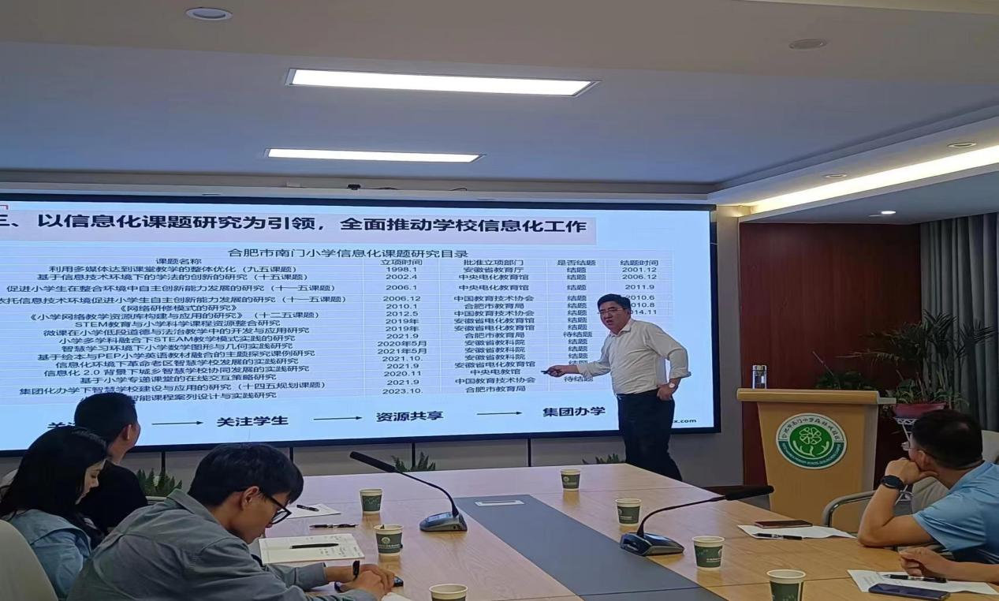 三、以信息化课题研究为引领，全面推动学校信息化工作
合肥市南门小学信息化课题研究目录
课题名称 立项时间 批准立项部门 是否结题 结题时间
利用多媒体达到课堂教学的整体优化（九五课题） 1998.1 安徽省教育厅 结题 2001.12
基于信息技术环境下的学法的创新的研究（十五课题） 2002.4 中央电化教育馆 结题 2006.12
促进小学生在整合环境中自主创新能力发展的研究（十一五课题） 2006.1 中央电化教育馆 结题 2011.9
依托信息技术环境促进小学生自主创新能力发展的研究（十一五课题） 2006.12 中国教育技术协会 结题 2010.6
《网络研修模式的研究》 2010.1 合肥市教育局 结题 2010.8
《小学网络教学资源库构建与应用的研究》（十二五课题） 2012.5 中国教育技术协会 结题 2014.11
STEM教育与小学科学课程资源整合研究 2019年 安徽省电化教育馆 结题
微课在小学低段道德与法治教学中的开发与应用研究 2019年 安徽省电化教育馆 结题
小学多学科融合下STEAM教学模式实践的研究 2021.9 合肥市教育局 待结题
智慧学习环境下小学数学图形与几何实践研究 2020年5月 安徽省教科院 结题
基于绘本与PEP小学英语教材融合的主题探究课例研究 2021年5月 安徽省教科院 结题
信息化环境下革命老区智慧学校发展的实践研究 2021.10. 安徽省教科院 结题
信息化 2.0 背景下城乡智慧学校协同发展的实践研究 2021.9 安徽省电化教育馆 结题
基于小学专递课堂的在线交互策略研究 2020.11 中央电教馆
集团化办学下智慧学校建设与应用的研究（十四五规划课题） 2021.9 中国教育技术协会 待结题
智能课程案列设计与实践研究 2023.10. 合肥市教育局
关注学生 资源共享 集团办学
x.com